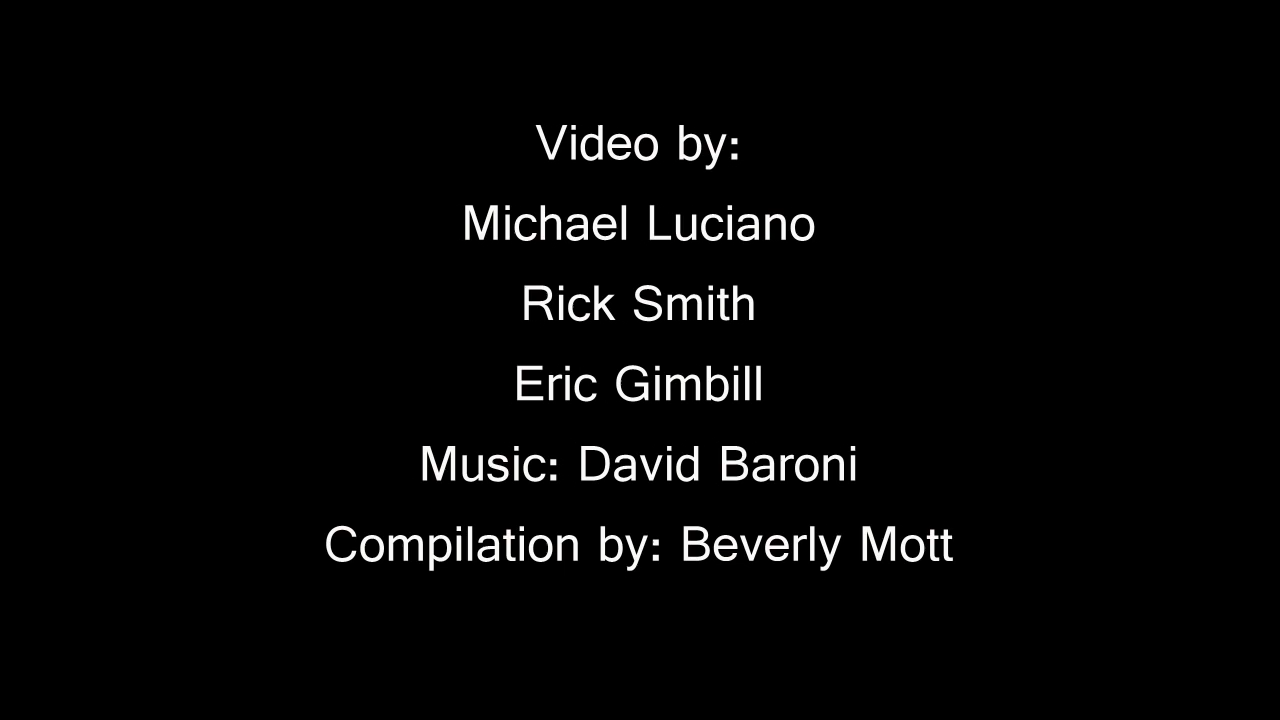 Video by:
Michael Luciano
Rick Smith
Eric Gimbill
Music: David Baroni
Compilation by: Beverly Mott